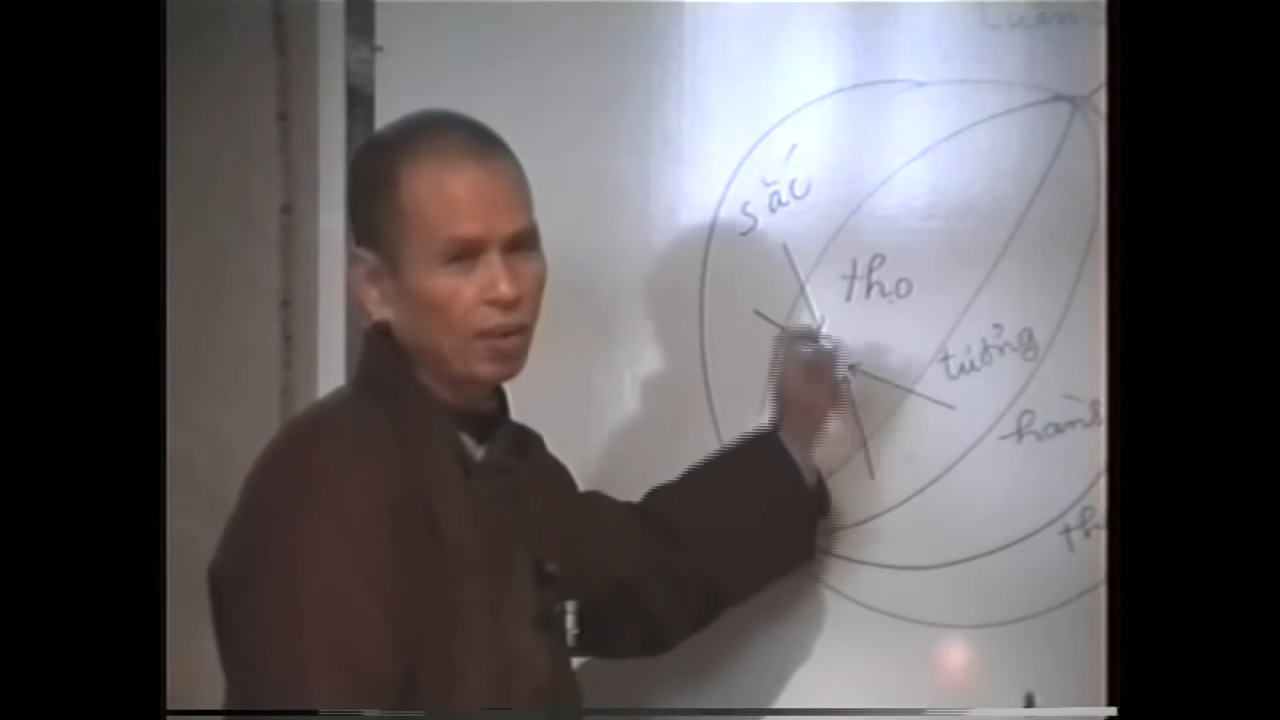 sắc
thọ
tưởng
hành
th